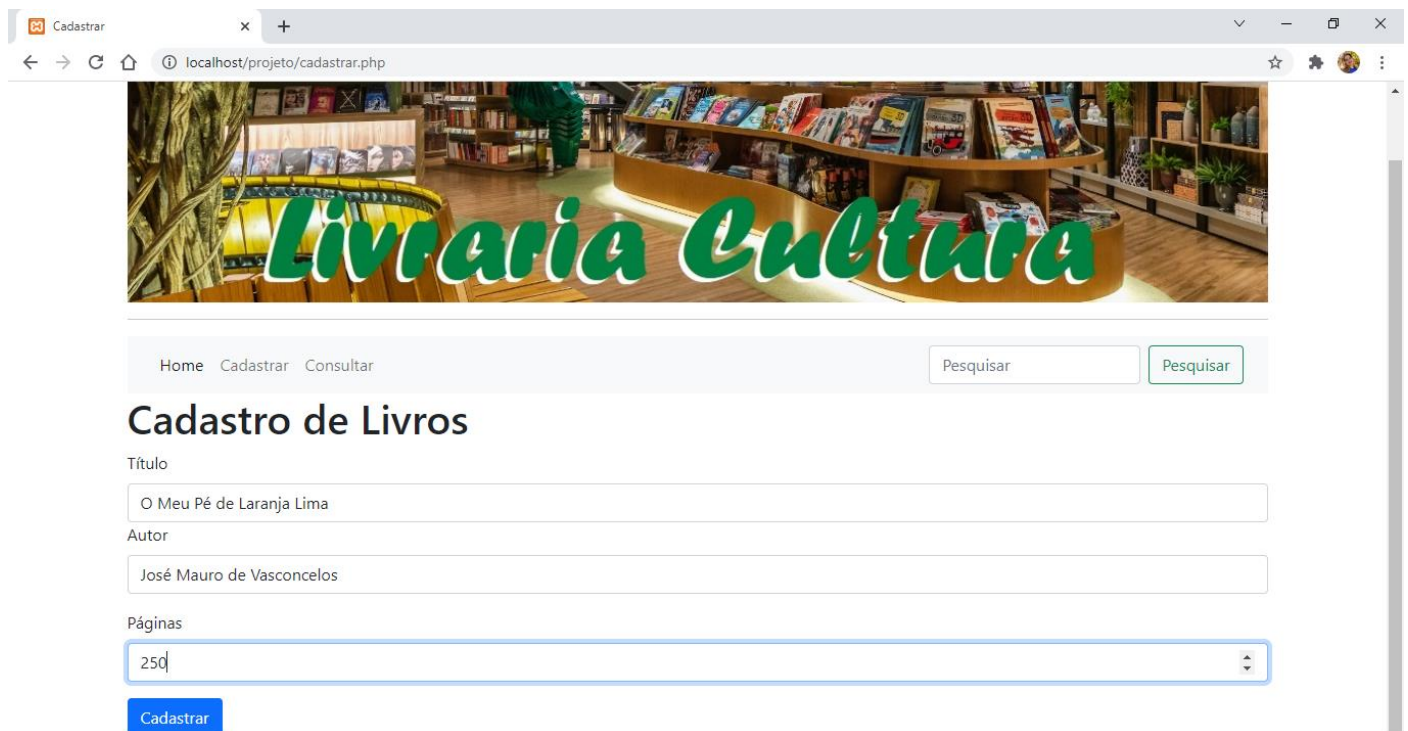 Cadastrar
localhost/projeto/cadastrar.php
Livraria Cultura
Home Cadastrar Consultar Pesquisar Pesquisar
Cadastro de Livros
Título
O Meu Pé de Laranja Lima
Autor
José Mauro de Vasconcelos
Páginas
250
Cadastrar